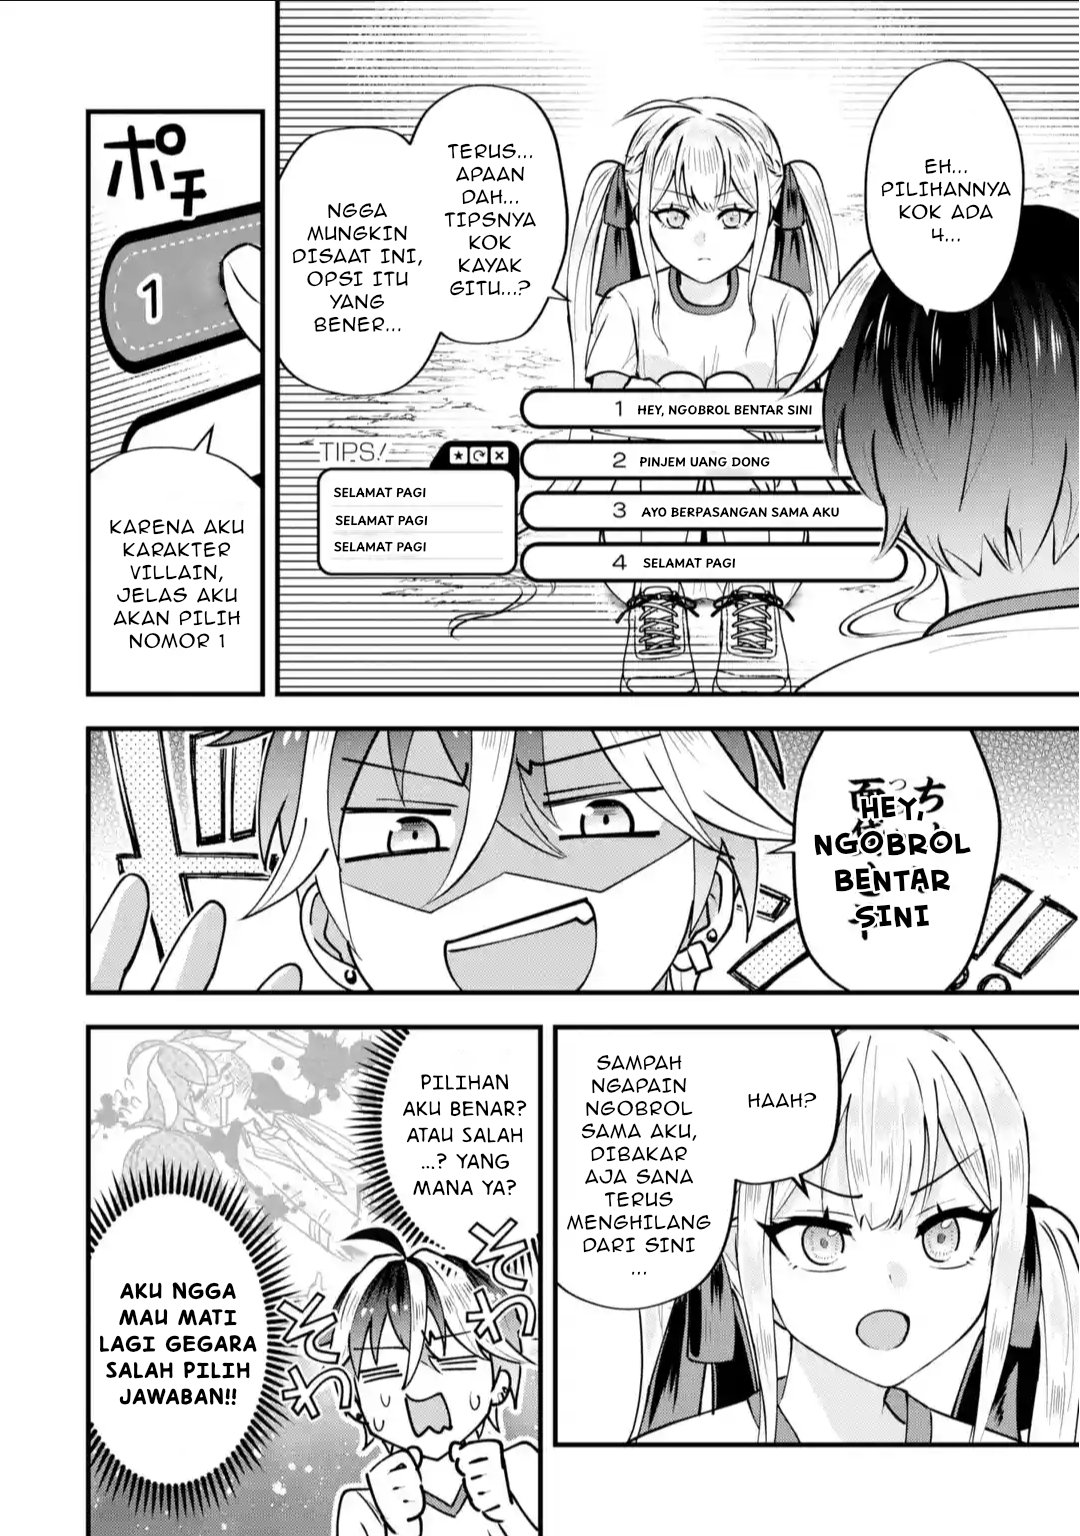 EH...
PILIHANNYA
KOK ADA
4...
TERUS...
APAAN
DAH...
TIPSNYA
KOK
KAYAK
GITU...?
NGGA
MUNGKIN
DISAAT INI,
OPSI ITU
YANG
BENER...
1 HEY, NGOBROL BENTAR SINI
2 PINJEM UANG DONG
3 AYO BERPASANGAN SAMA AKU
4 SELAMAT PAGI
TIPS!
SELAMAT PAGI
SELAMAT PAGI
SELAMAT PAGI
ポチ
1
KARENA AKU
KARAKTER
VILLAIN,
JELAS AKU
AKAN PILIH
NOMOR 1
HEY,
NGOBROL
BENTAR
SINI
HAAH?
SAMPAH
NGAPAIN
NGOBROL
SAMA AKU,
DIBAKAR
AJA SANA
TERUS
MENGHILANG
DARI SINI
...
PILIHAN
AKU BENAR?
ATAU SALAH
...? YANG
MANA YA?
そわ
そわ
AKU NGGA
MAU MATI
LAGI GEGARA
SALAH PILIH
JAWABAN!!